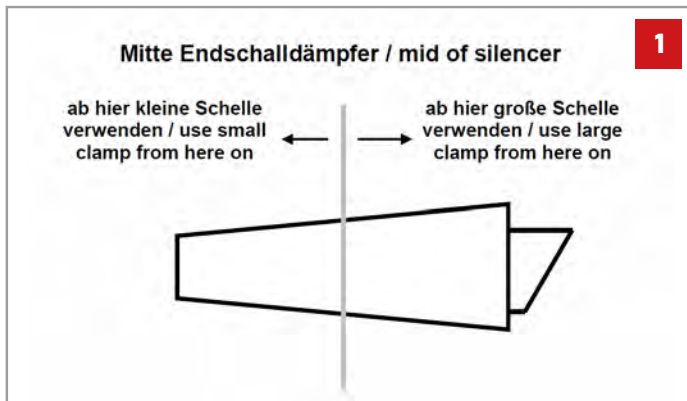 Mitte Endschalldämpfer / mid of silencer
1
ab hier kleine Schelle
verwenden / use small
clamp from here on
ab hier große Schelle
verwenden / use large
clamp from here on